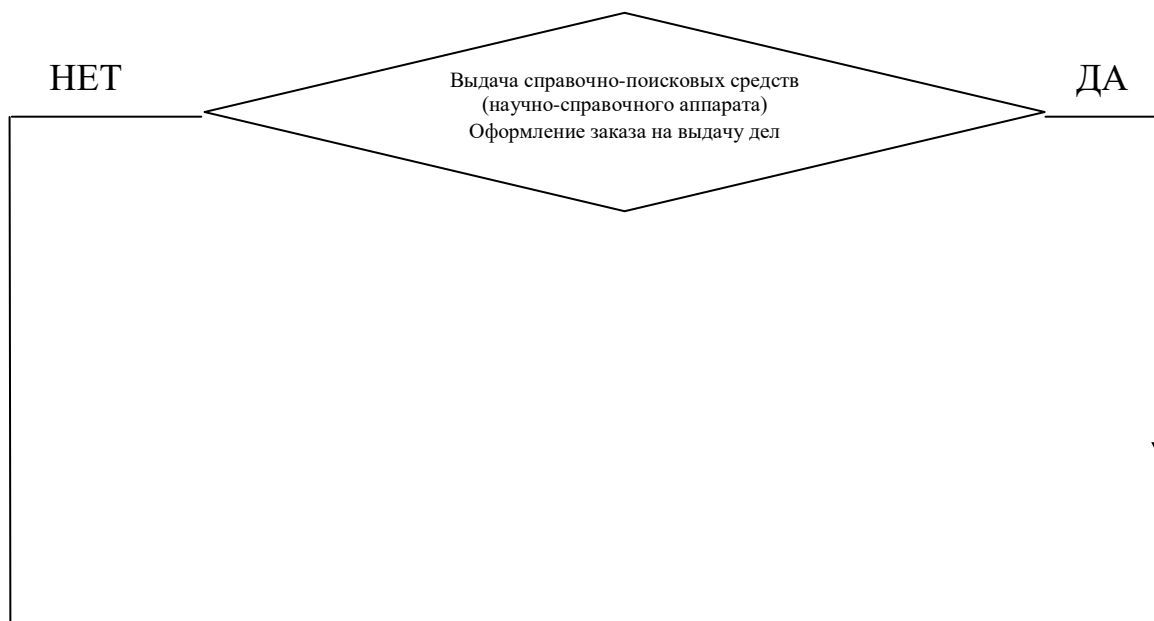 НЕТ
Выдача справочно-поисковых средств
(научно-справочного аппарата)
Оформление заказа на выдачу дел
ДА